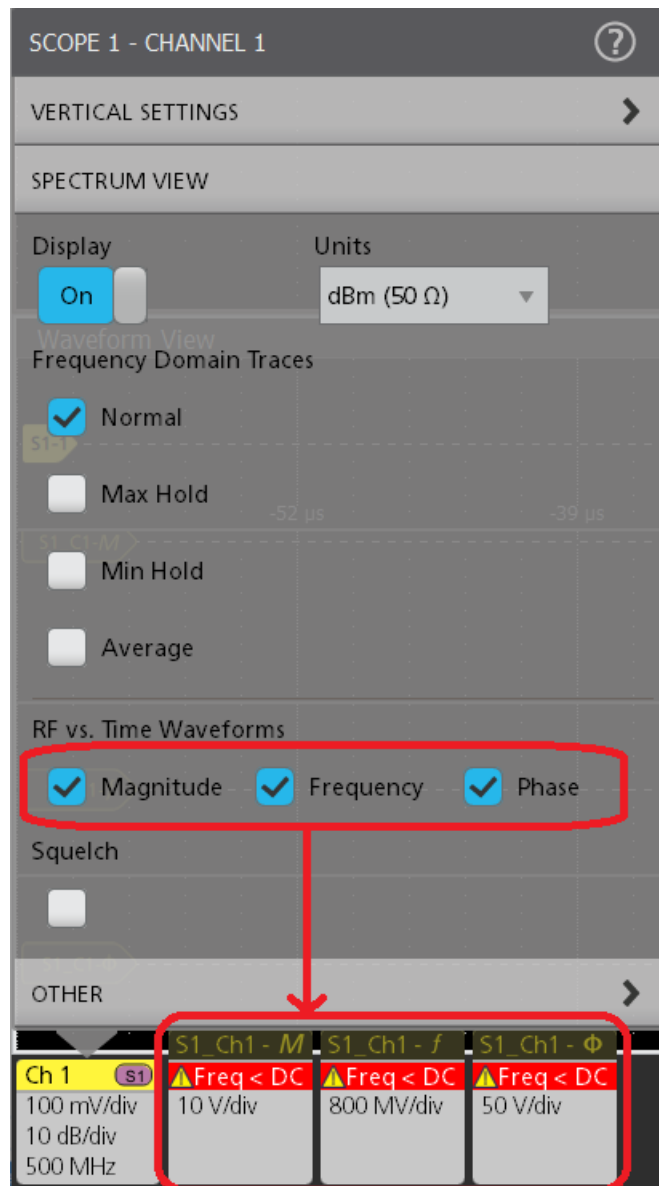 SCOPE 1 - CHANNEL 1 ?
VERTICAL SETTINGS
SPECTRUM VIEW
Display Units
On dBm (50 Ω)
Waveform View
Frequency Domain Traces
Normal
S1-1
Max Hold
-52 µs -39 µs
S1_Ch1-M
Min Hold
Average
RF vs. Time Waveforms
Magnitude Frequency Phase
Squelch
OTHER
S1_Ch1 - M S1_Ch1 - f S1_Ch1 - Φ
Ch 1 S1 Freq < DC Freq < DC Freq < DC
100 mV/div 10 V/div 800 MV/div 50 V/div
10 dB/div
500 MHz